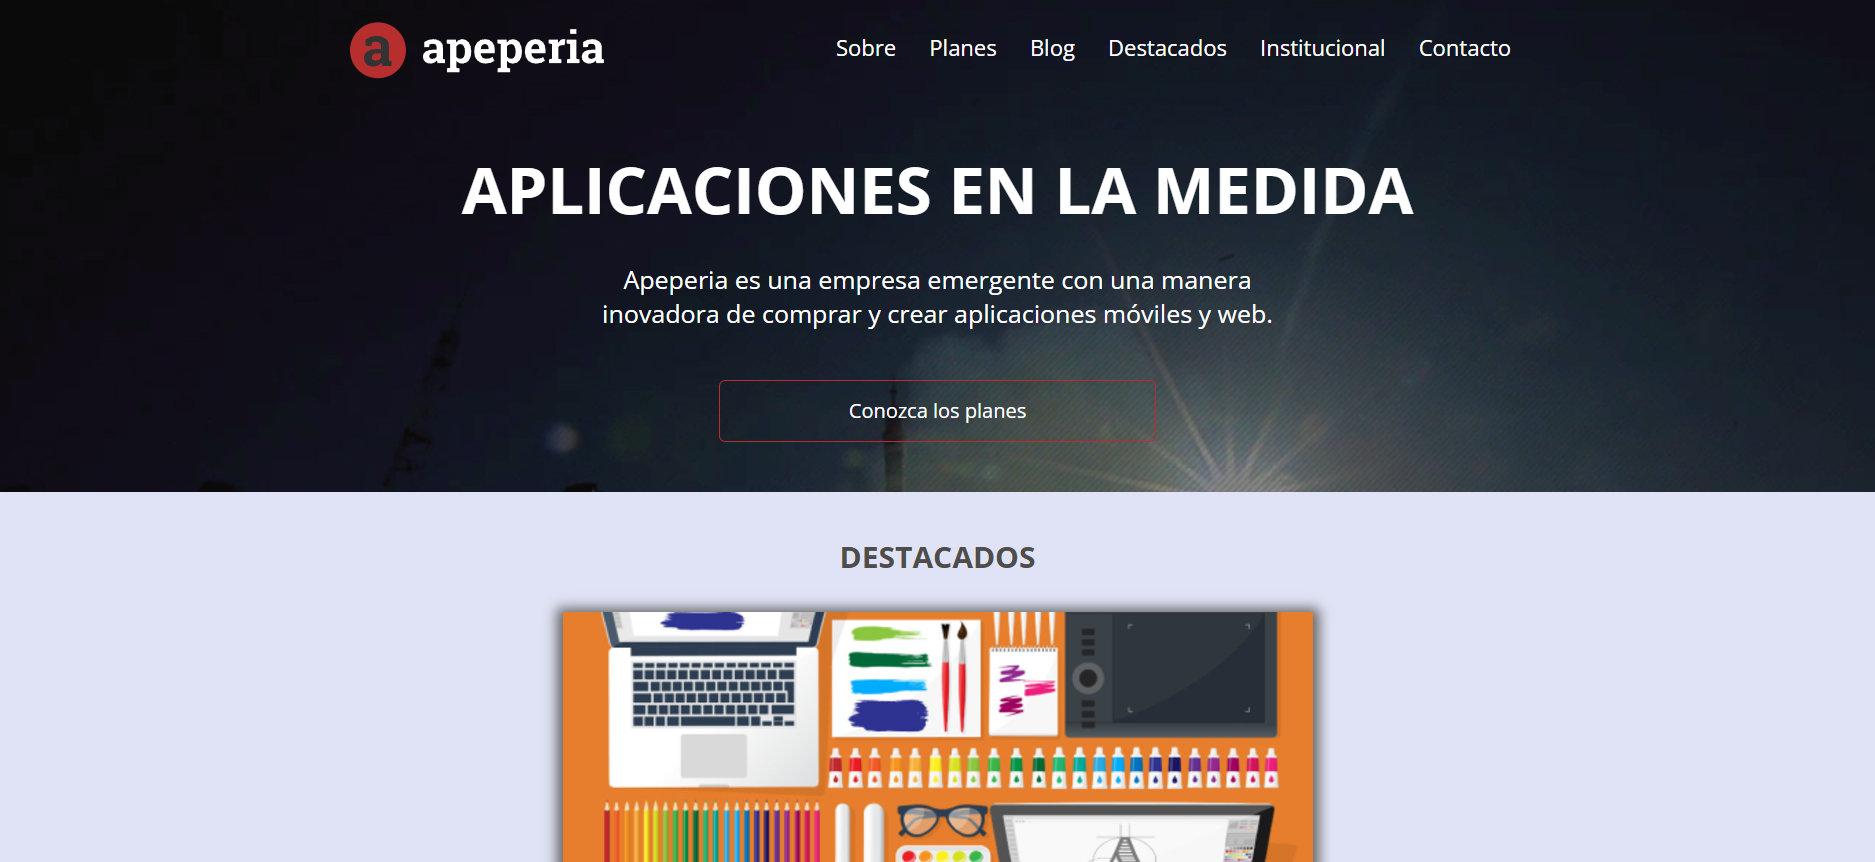 a apeperia
Sobre Planes Blog Destacados Institucional Contacto
APLICACIONES EN LA MEDIDA
Apeperia es una empresa emergente con una manera
inovadora de comprar y crear aplicaciones móviles y web.
Conozca los planes
DESTACADOS